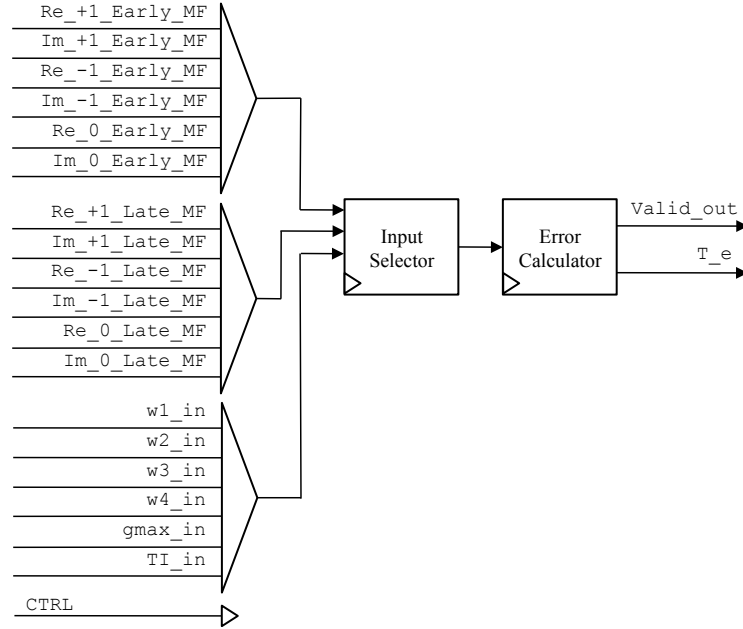 Re_+1_Early_MF
Im_+1_Early_MF
Re_-1_Early_MF
Im_-1_Early_MF
Re_0_Early_MF
Im_0_Early_MF
Re_+1_Late_MF
Im_+1_Late_MF
Re_-1_Late_MF
Im_-1_Late_MF
Re_0_Late_MF
Im_0_Late_MF
w1_in
w2_in
w3_in
w4_in
gmax_in
TI_in
CTRL
Input
Selector
Error
Calculator
Valid_out
T_e